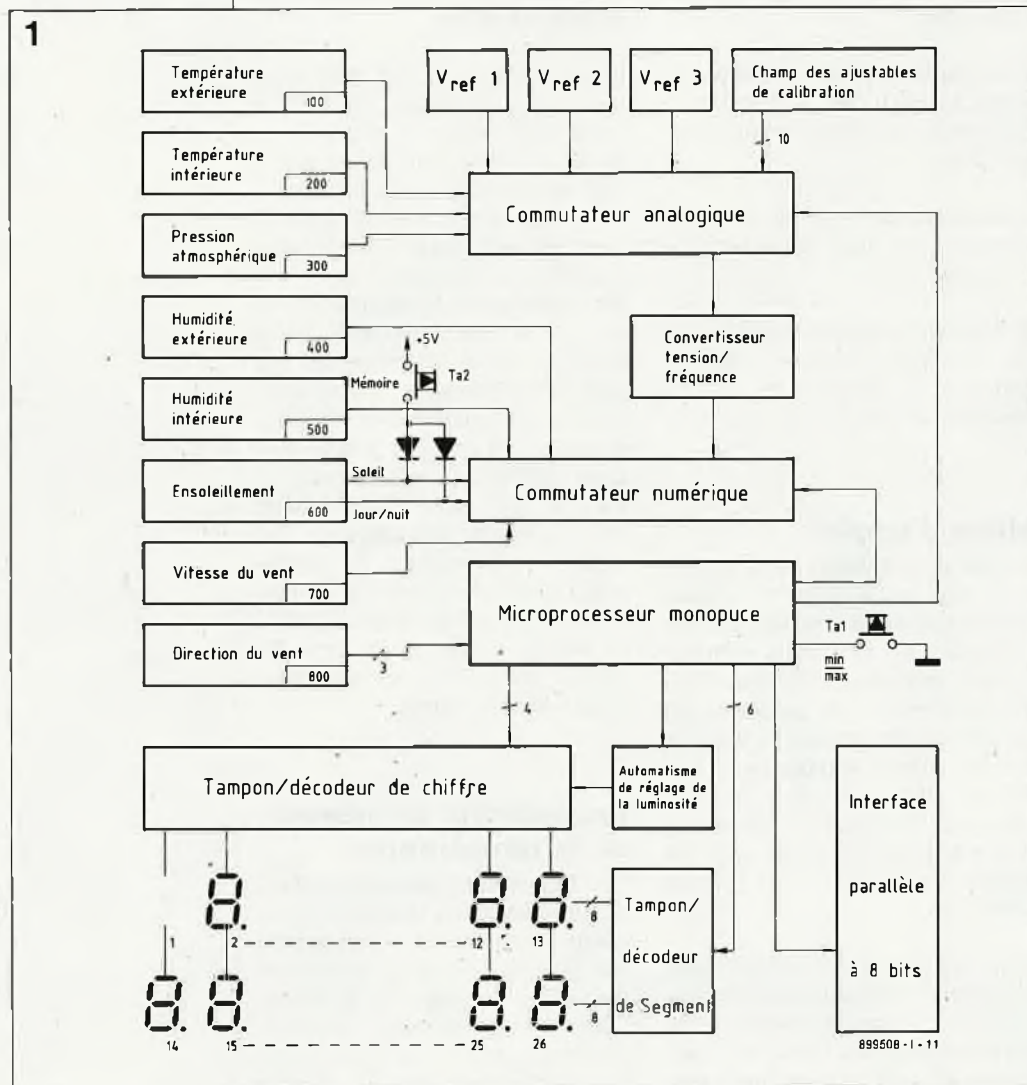 1
Température
extérieure
100
Température
intérieure
200
Pression
atmosphérique
300
Humidité
extérieure
400
Humidité
intérieure
500
Ensoleillement
600
Vitesse du vent
700
Direction du vent
800
V ref 1
V ref 2
V ref 3
Champ des ajustables
de calibration
10
Commutateur analogique
Convertisseur
tension/
fréquence
+5V
Mémoire
Ta2
Soleil
Jour/nuit
Commutateur numérique
Microprocesseur monopuce
3
Ta1
min
max
4
6
Tampon/décodeur de chiffre
Automatisme
de réglage de
la luminosité
Interface
parallèle
à 8 bits
Tampon/
décodeur
de Segment
8
8
1
2
12
13
14
15
25
26
899508 - I - 11